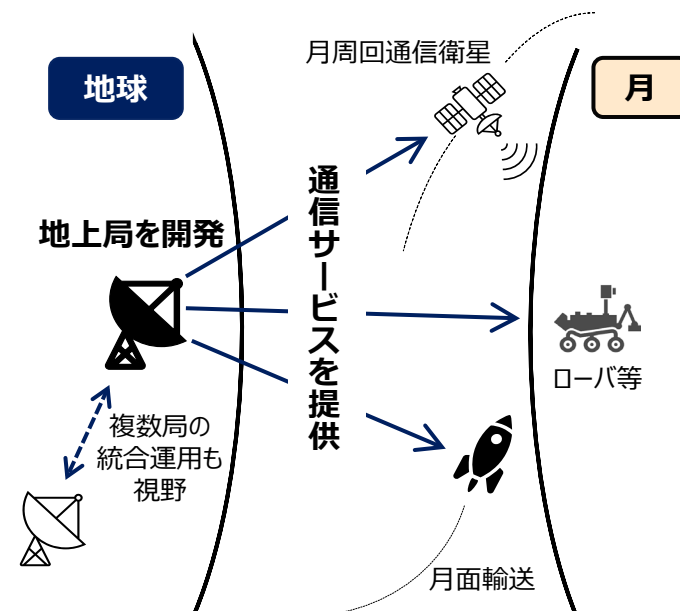 月周回通信衛星
地球
月
通信サービスを提供
地上局を開発
ローバ等
複数局の
統合運用も
視野
月面輸送